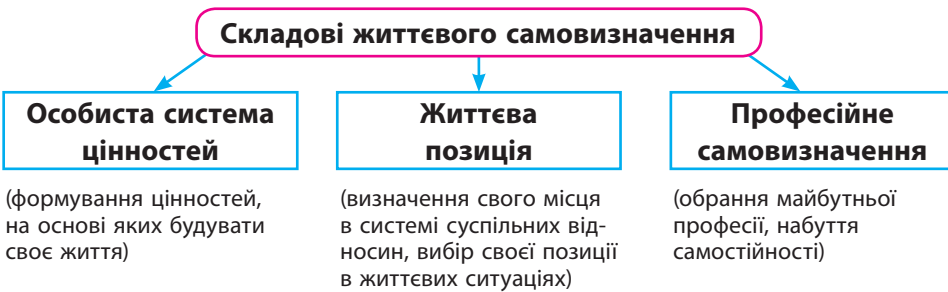 Складові життєвого самовизначення
Особиста система
цінностей
(формування цінностей,
на основі яких будувати
своє життя)
Життєва
позиція
(визначення свого місця
в системі суспільних від-
носин, вибір своєї позиції
в життєвих ситуаціях)
Професійне
самовизначення
(обрання майбутньої
професії, набуття
самостійності)